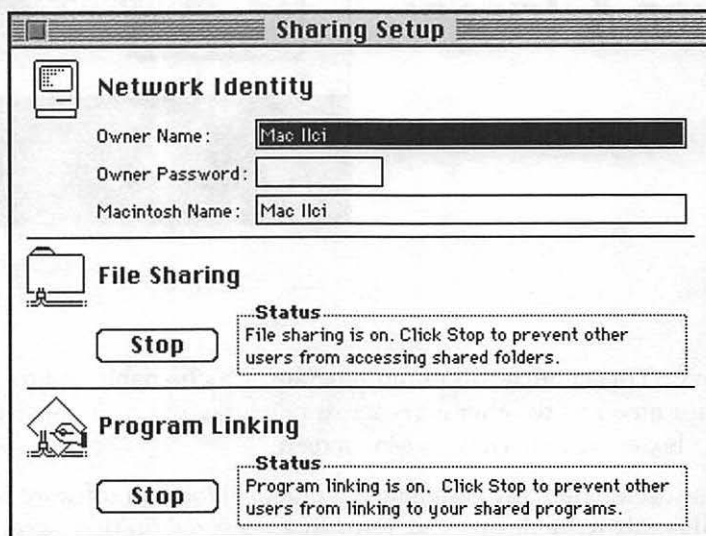 Sharing Setup
Network Identity
Owner Name:
Mac IIci
Owner Password:
Macintosh Name:
Mac IIci
File Sharing
Stop
Status
File sharing is on. Click Stop to prevent other
users from accessing shared folders.
Program Linking
Stop
Status
Program linking is on. Click Stop to prevent other
users from linking to your shared programs.